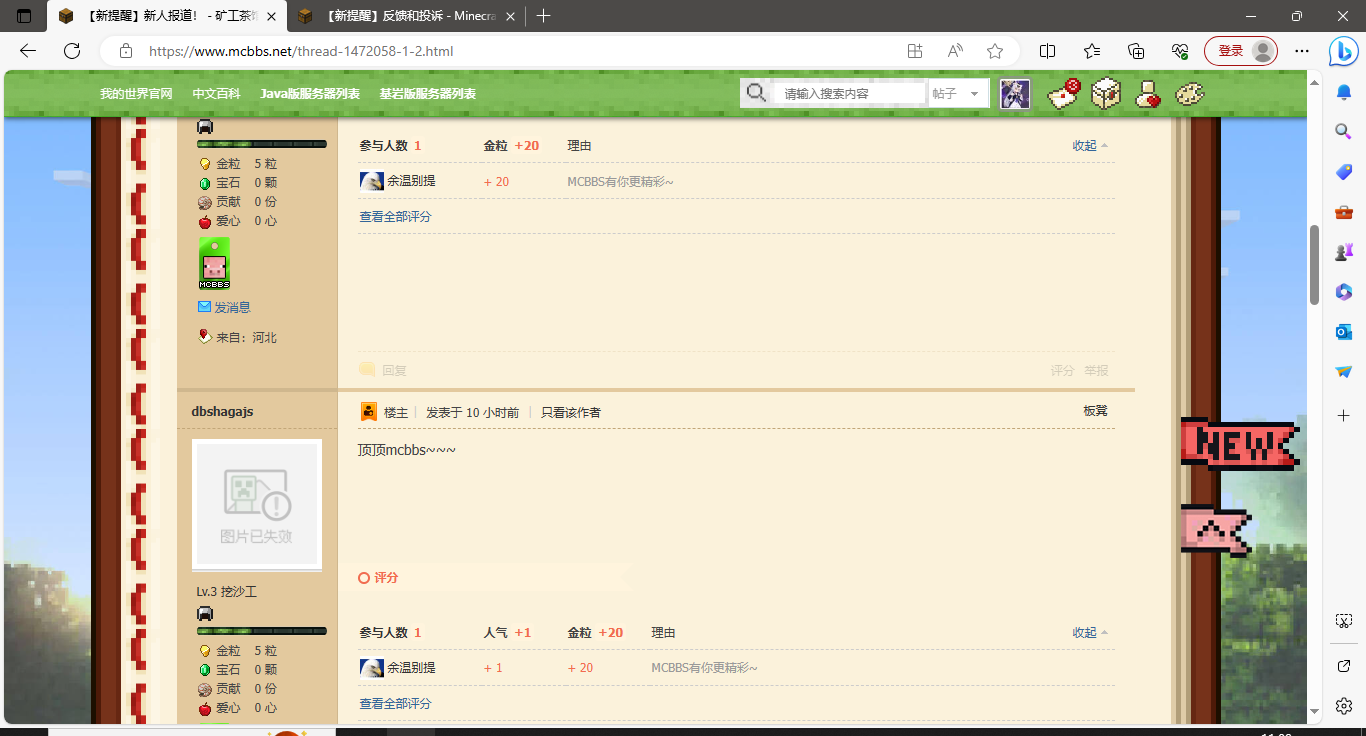 【新提醒】新人报道！ - 矿工茶馆
【新提醒】反馈和投诉 - Minecra
https://www.mcbbs.net/thread-1472058-1-2.html
登录
我的世界官网 中文百科 Java版服务器列表 基岩版服务器列表
请输入搜索内容 帖子
参与人数 1 金粒 +20 理由 收起
金粒 5 粒
余温别提 + 20 MCBBS有你更精彩~
宝石 0 颗
贡献 0 份
爱心 0 心
查看全部评分
MCBBS
发消息
来自：河北
回复 评分 举报
dbshagajs
楼主 发表于 10 小时前 只看该作者 板凳
顶顶mcbbs~~~
图片已失效
评分
Lv.3 挖沙工
参与人数 1 人气 +1 金粒 +20 理由 收起
金粒 5 粒
宝石 0 颗
余温别提 + 1 + 20 MCBBS有你更精彩~
贡献 0 份
爱心 0 心
查看全部评分
NEW